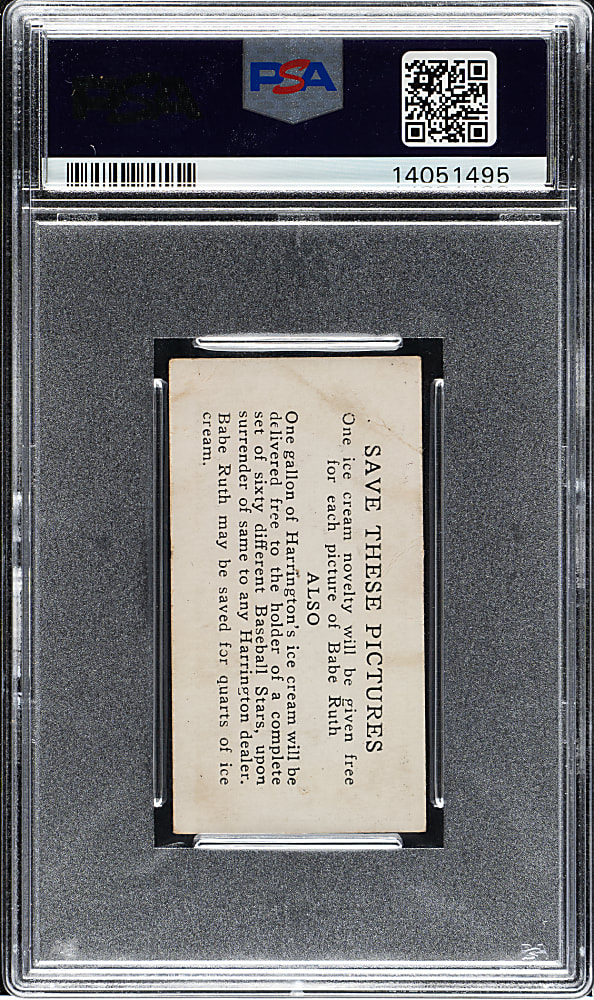 PSA
14051495
SAVE THESE PICTURES
One ice cream novelty will be given free
for each picture of Babe Ruth
ALSO
One gallon of Harrington's ice cream will be
delivered free to the holder of a complete
set of sixty different Baseball Stars, upon
surrender of same to any Harrington dealer.
Babe Ruth may be saved for quarts of ice
cream.